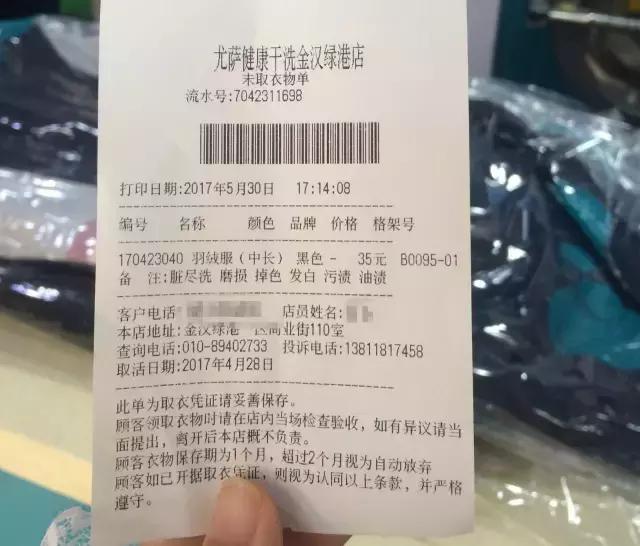 尤萨健康干洗金汉绿港店
未取衣物单
流水号:7042311698
打印日期:2017年5月30日 17:14:08
编号 名称 颜色 品牌 价格 格架号
170423040 羽绒服(中长) 黑色 - 35元 B0095-01
备 注:脏尽洗 磨损 掉色 发白 污渍 油渍
客户电话 店员姓名:
本店地址:金汉绿港 区商业街110室
查询电话:010-89402733 投诉电话:13811817458
取活日期:2017年4月28日
此单为取衣凭证请妥善保存。
顾客领取衣物时请在店内当场检查验收，如有异议请当
面提出，离开后本店概不负责。
顾客衣物保存期为1个月，超过2个月视为自动放弃
顾客如已开据取衣凭证，则视为认同以上条款，并严格
遵守。